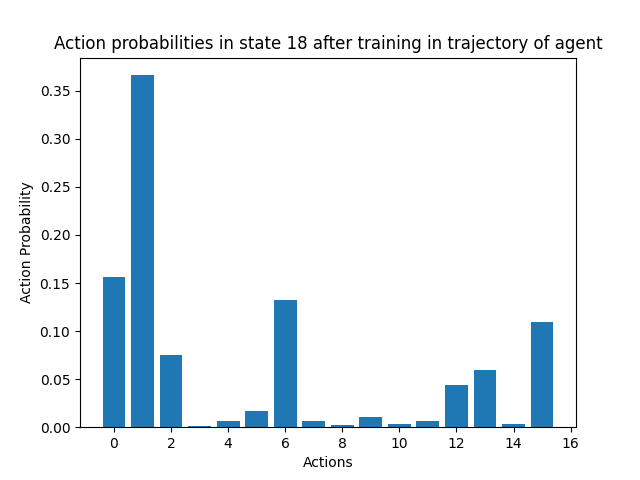 Action probabilities in state 18 after training in trajectory of agent
0.35
0.30
0.25
0.20
0.15
0.10
0.05
0.00
Action Probability
0 2 4 6 8 10 12 14 16
Actions